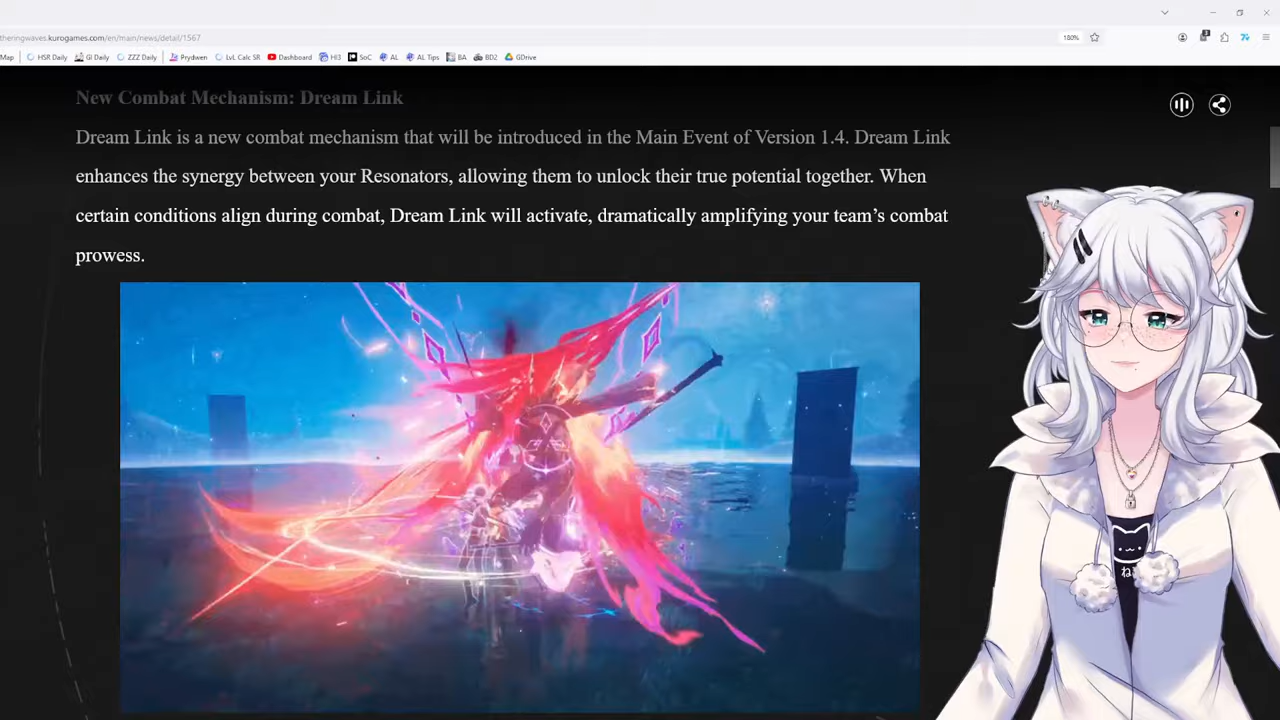 theringwaves.kurogames.com/en/main/news/detail/1567
180%
Map HSR Daily GI Daily ZZZ Daily Prydwen LvL Calc SR Dashboard HI3 SoC AL AL Tips BA BD2 GDrive
New Combat Mechanism: Dream Link
Dream Link is a new combat mechanism that will be introduced in the Main Event of Version 1.4. Dream Link
enhances the synergy between your Resonators, allowing them to unlock their true potential together. When
certain conditions align during combat, Dream Link will activate, dramatically amplifying your team’s combat
prowess.